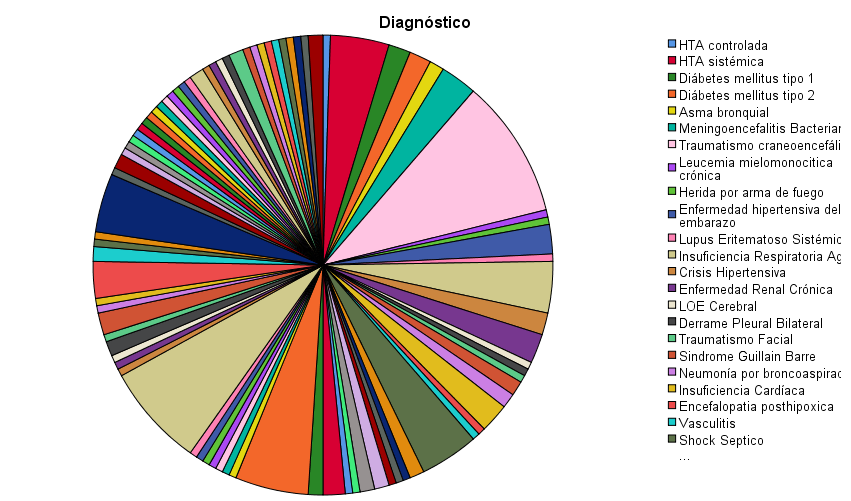 Diagnóstico
HTA controlada
HTA sistémica
Diábetes mellitus tipo 1
Diábetes mellitus tipo 2
Asma bronquial
Meningoencefalitis Bacterian
Traumatismo craneoencefáli
Leucemia mielomonocitica
crónica
Herida por arma de fuego
Enfermedad hipertensiva del
embarazo
Lupus Eritematoso Sistémic
Insuficiencia Respiratoria Ag
Crisis Hipertensiva
Enfermedad Renal Crónica
LOE Cerebral
Derrame Pleural Bilateral
Traumatismo Facial
Sindrome Guillain Barre
Neumonía por broncoaspirac
Insuficiencia Cardíaca
Encefalopatia posthipoxica
Vasculitis
Shock Septico
...